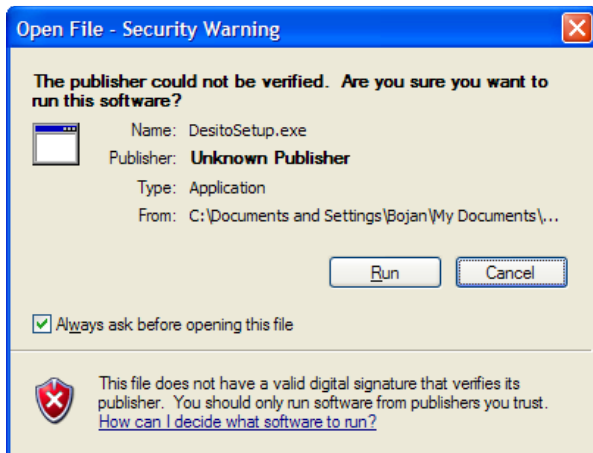 Open File - Security Warning
The publisher could not be verified. Are you sure you want to
run this software?
Name: DesitoSetup.exe
Publisher: Unknown Publisher
Type: Application
From: C:\Documents and Settings\Bojan\My Documents\...
Run Cancel
Always ask before opening this file
This file does not have a valid digital signature that verifies its
publisher. You should only run software from publishers you trust.
How can I decide what software to run?